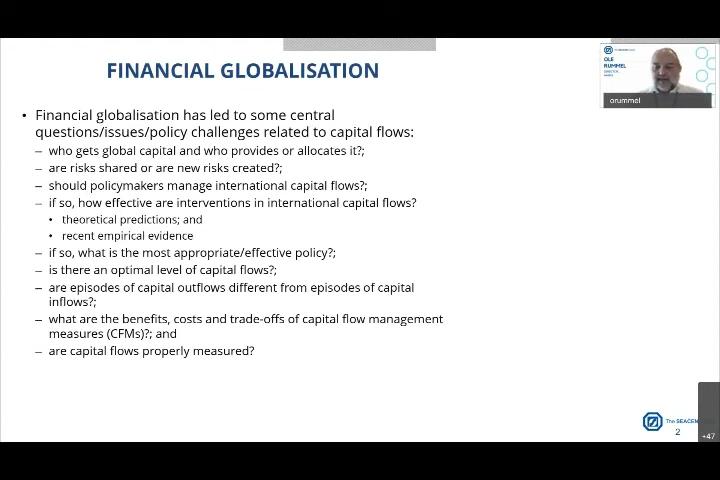 FINANCIAL GLOBALISATION
• Financial globalisation has led to some central
questions/issues/policy challenges related to capital flows:
– who gets global capital and who provides or allocates it?;
– are risks shared or are new risks created?;
– should policymakers manage international capital flows?;
– if so, how effective are interventions in international capital flows?
• theoretical predictions; and
• recent empirical evidence
– if so, what is the most appropriate/effective policy?;
– is there an optimal level of capital flows?;
– are episodes of capital outflows different from episodes of capital
inflows?;
– what are the benefits, costs and trade-offs of capital flow management
measures (CFMs)?; and
– are capital flows properly measured?
OLE
RUMMEL
DIRECTOR,
orummel
The SEACEN
2
+47